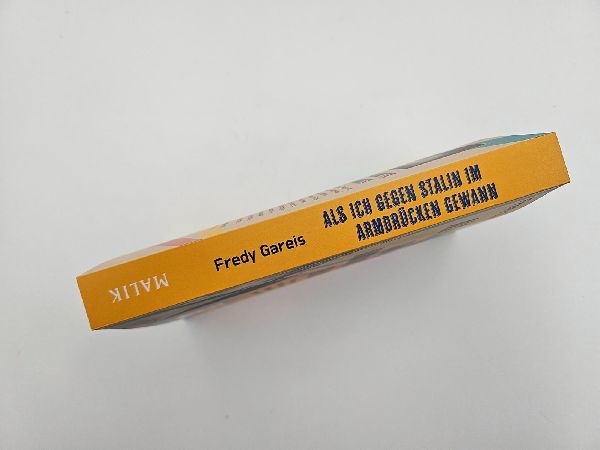 MALIK
Fredy Gareis
ALS ICH GEGEN STALIN IM
ARMDRÜCKEN GEWANN